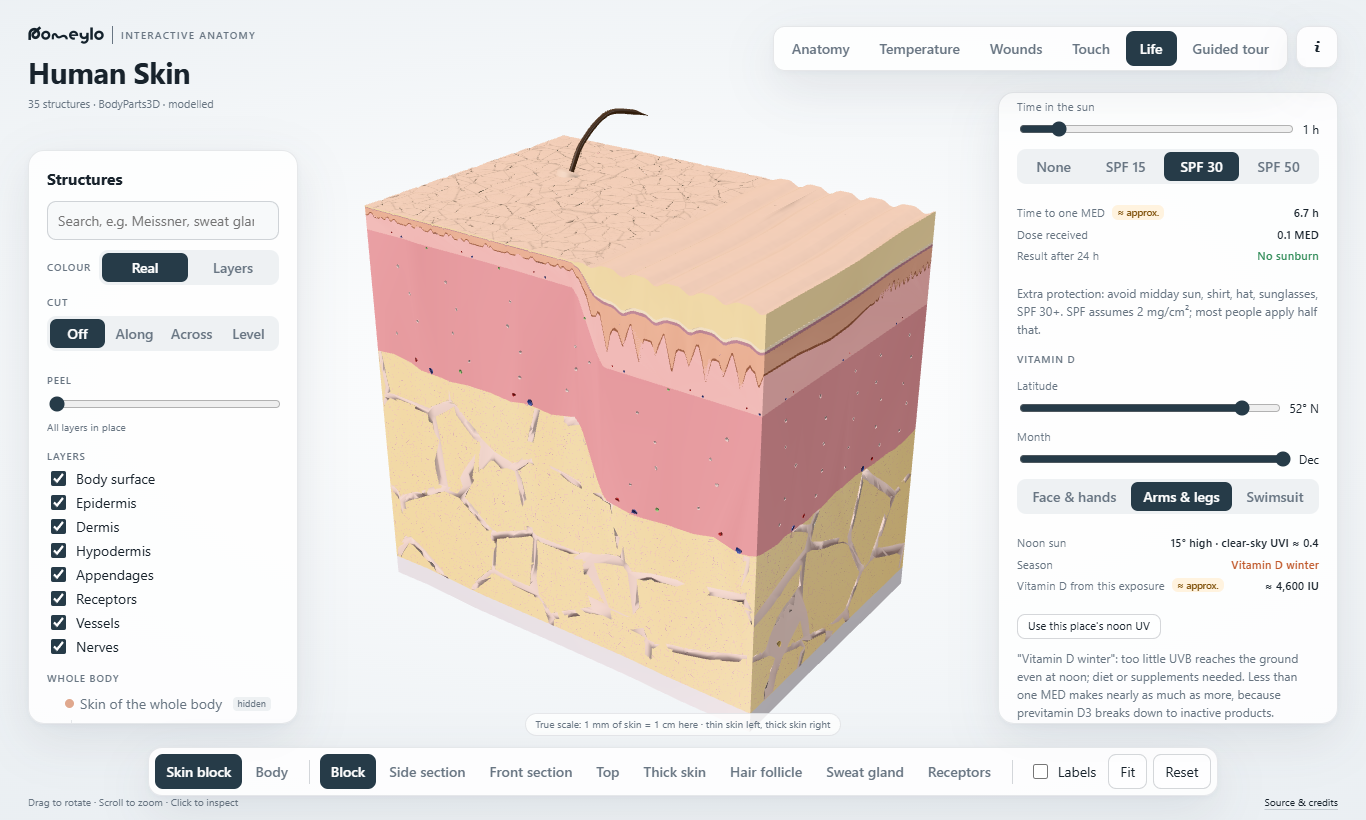 Pomeylo
INTERACTIVE ANATOMY
Human Skin
35 structures · BodyParts3D · modelled
Anatomy Temperature Wounds Touch Life Guided tour i
Structures
Search, e.g. Meissner, sweat glar
COLOUR Real Layers
CUT
Off Along Across Level
PEEL
All layers in place
LAYERS
Body surface
Epidermis
Dermis
Hypodermis
Appendages
Receptors
Vessels
Nerves
WHOLE BODY
Skin of the whole body hidden
Time in the sun
1 h
None SPF 15 SPF 30 SPF 50
Time to one MED ≈ approx. 6.7 h
Dose received 0.1 MED
Result after 24 h No sunburn
Extra protection: avoid midday sun, shirt, hat, sunglasses,
SPF 30+. SPF assumes 2 mg/cm²; most people apply half
that.
VITAMIN D
Latitude
52° N
Month
Dec
Face & hands Arms & legs Swimsuit
Noon sun 15° high · clear-sky UVI ≈ 0.4
Season Vitamin D winter
Vitamin D from this exposure ≈ approx. ≈ 4,600 IU
Use this place's noon UV
"Vitamin D winter": too little UVB reaches the ground
even at noon; diet or supplements needed. Less than
one MED makes nearly as much as more, because
previtamin D3 breaks down to inactive products.
True scale: 1 mm of skin = 1 cm here · thin skin left, thick skin right
Skin block Body Block Side section Front section Top Thick skin Hair follicle Sweat gland Receptors Labels Fit Reset
Drag to rotate · Scroll to zoom · Click to inspect
Source & credits